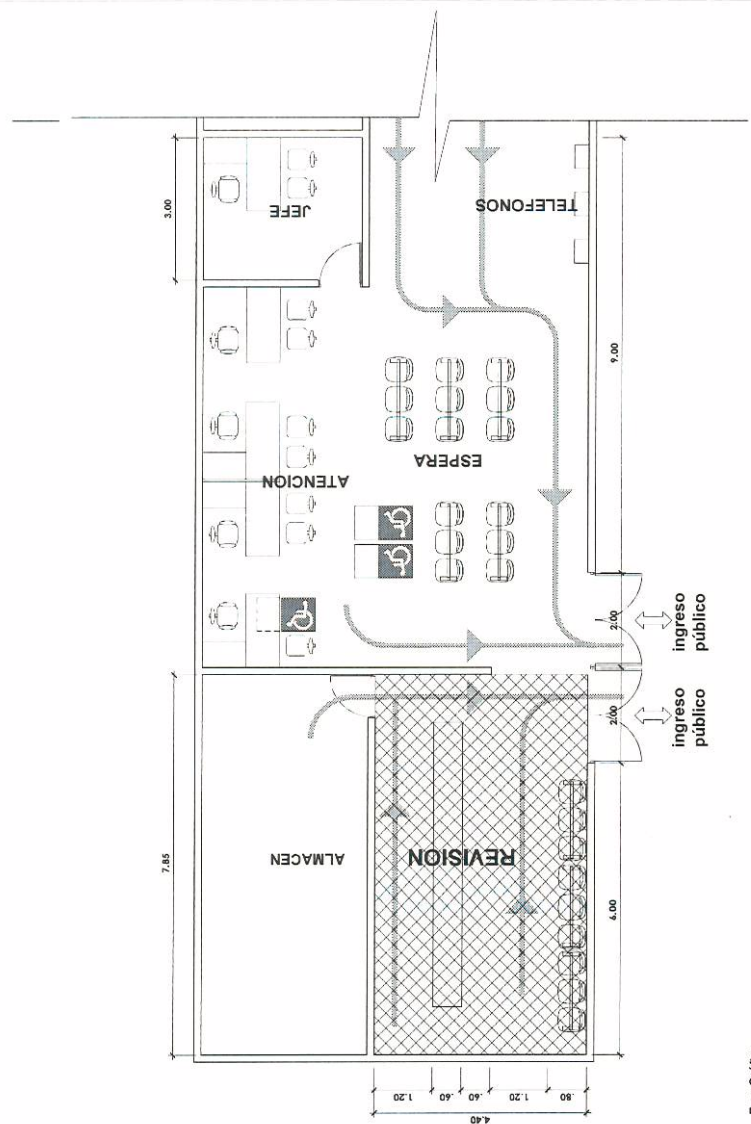 3.00
JEFE
TELEFONOS
9.00
ATENCION
ESPERA
2.00
ingreso
público
7.85
ALMACEN
REVISION
2.00
ingreso
público
6.00
1.20
.60
.60
1.20
.80
4.40